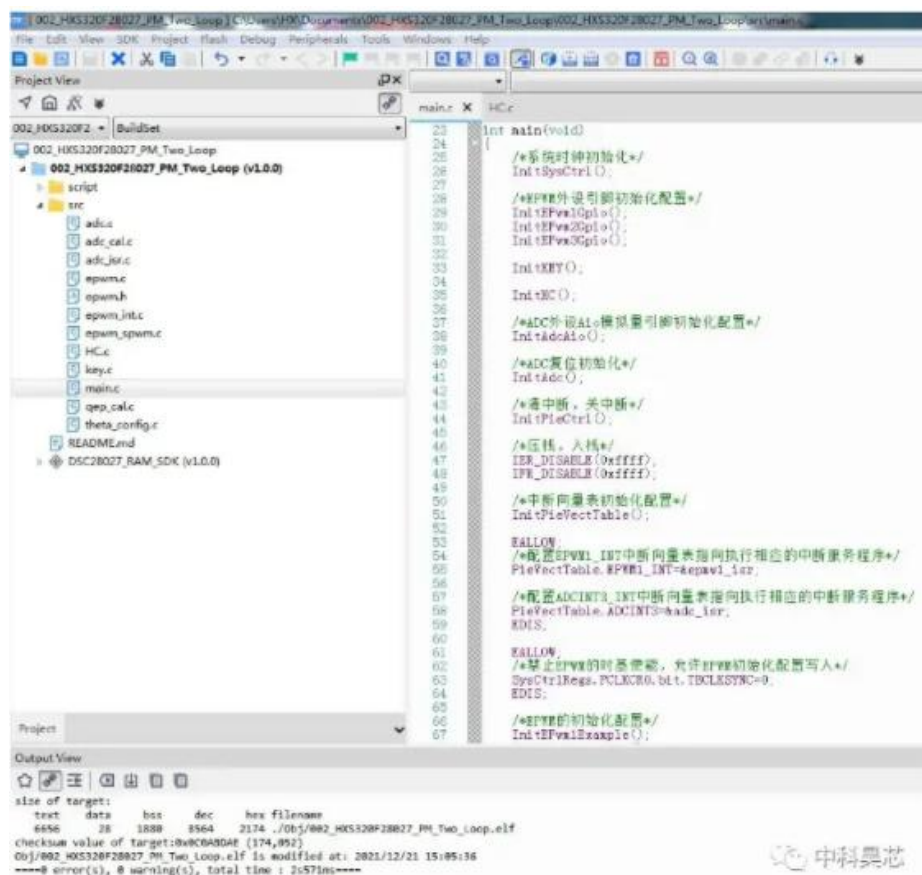 [ 002_HXS320F28027_PM_Two_Loop ] C:\Users\HX\Documents\002_HXS320F28027_PM_Two_Loop\002_HXS320F28027_PM_Two_Loop\src\main.c
File Edit View SDK Project Flash Debug Peripherals Tools Windows Help
Project View
002_HXS320F2
BuildSet
002_HXS320F28027_PM_Two_Loop
002_HXS320F28027_PM_Two_Loop (v1.0.0)
script
src
adc.c
adc_cal.c
adc_isr.c
epwm.c
epwm.h
epwm_int.c
epwm_spwm.c
HC.c
key.c
main.c
qep_cal.c
theta_config.c
README.md
DSC28027_RAM_SDK (v1.0.0)
Project
main.c
HC.c
23 int main(void)
24 {
25 /*系统时钟初始化*/
26 InitSysCtrl();
27
28 /*EPWM外设引脚初始化配置*/
29 InitEPwm1Gpio();
30 InitEPwm2Gpio();
31 InitEPwm3Gpio();
32
33 InitKEY();
34
35 InitHC();
36
37 /*ADC外设Aio模拟量引脚初始化配置*/
38 InitAdcAio();
39
40 /*ADC复位初始化*/
41 InitAdc();
42
43 /*清中断，关中断*/
44 InitPieCtrl();
45
46 /*压栈，入栈*/
47 IER_DISABLE(0xffff);
48 IFR_DISABLE(0xffff);
49
50 /*中断向量表初始化配置*/
51 InitPieVectTable();
52
53 EALLOW;
54 /*配置EPWM1_INT中断向量表指向执行相应的中断服务程序*/
55 PieVectTable.EPWM1_INT=&epwm1_isr;
56
57 /*配置ADCINT3_INT中断向量表指向执行相应的中断服务程序*/
58 PieVectTable.ADCINT3=&adc_isr;
59 EDIS;
60
61 EALLOW;
62 /*禁止EPWM的时基使能，允许EPWM初始化配置写入*/
63 SysCtrlRegs.PCLKCR0.bit.TBCLKSYNC=0;
64 EDIS;
65
66 /*EPWM的初始化配置*/
67 InitEPwm1Example();
Output View
size of target:
text data bss dec hex filename
6656 28 1880 8564 2174 ./Obj/002_HXS320F28027_PM_Two_Loop.elf
checksum value of target:0x0C0ABDAE (174,052)
Obj/002_HXS320F28027_PM_Two_Loop.elf is modified at: 2021/12/21 15:05:36
----0 error(s), 0 warning(s), total time : 2s571ms----
中科昊芯